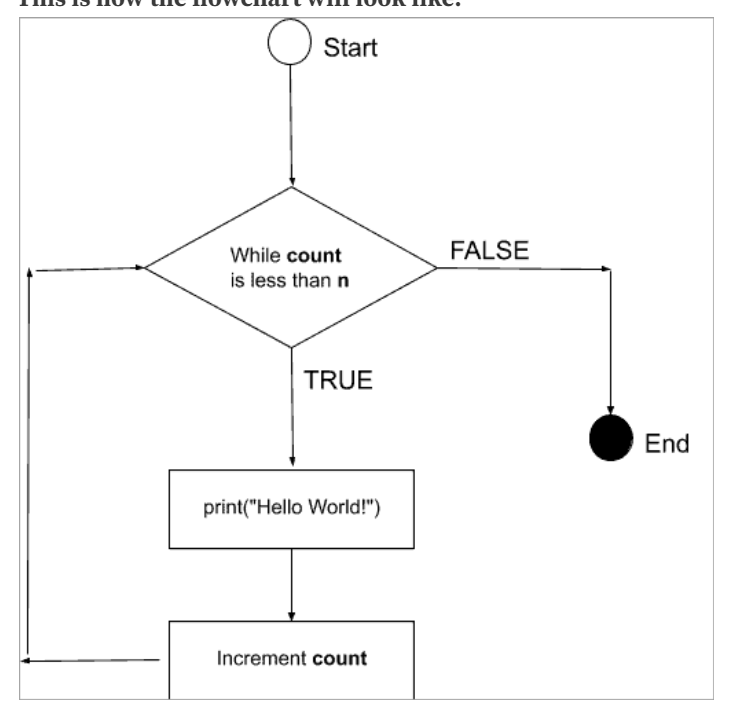 This is how the flowchart will look like:
Start
While count
is less than n
FALSE
TRUE
End
print("Hello World!")
Increment count